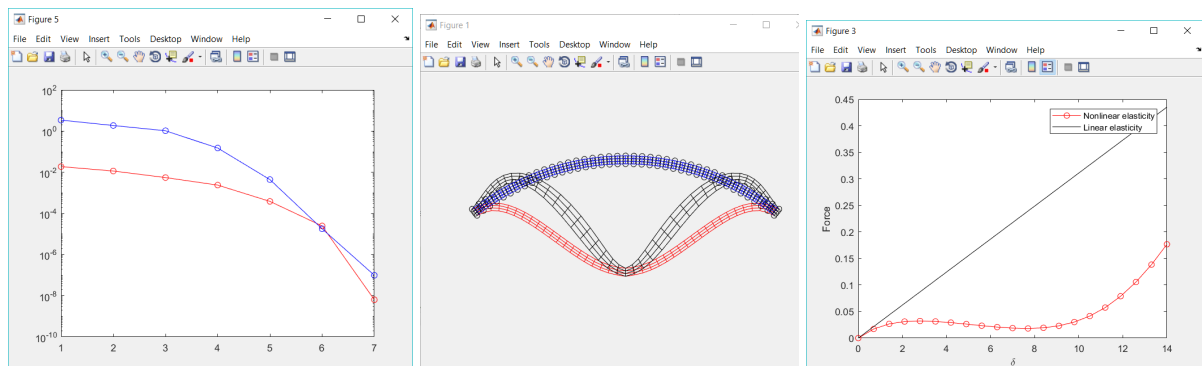 Figure 5
File Edit View Insert Tools Desktop Window Help
10^2
10^0
10^-2
10^-4
10^-6
10^-8
10^-10
1 2 3 4 5 6 7
Figure 1
File Edit View Insert Tools Desktop Window Help
Figure 3
File Edit View Insert Tools Desktop Window Help
0.45
0.4
0.35
0.3
0.25
0.2
0.15
0.1
0.05
0
Force
Nonlinear elasticity
Linear elasticity
0 2 4 6 8 10 12 14
δ